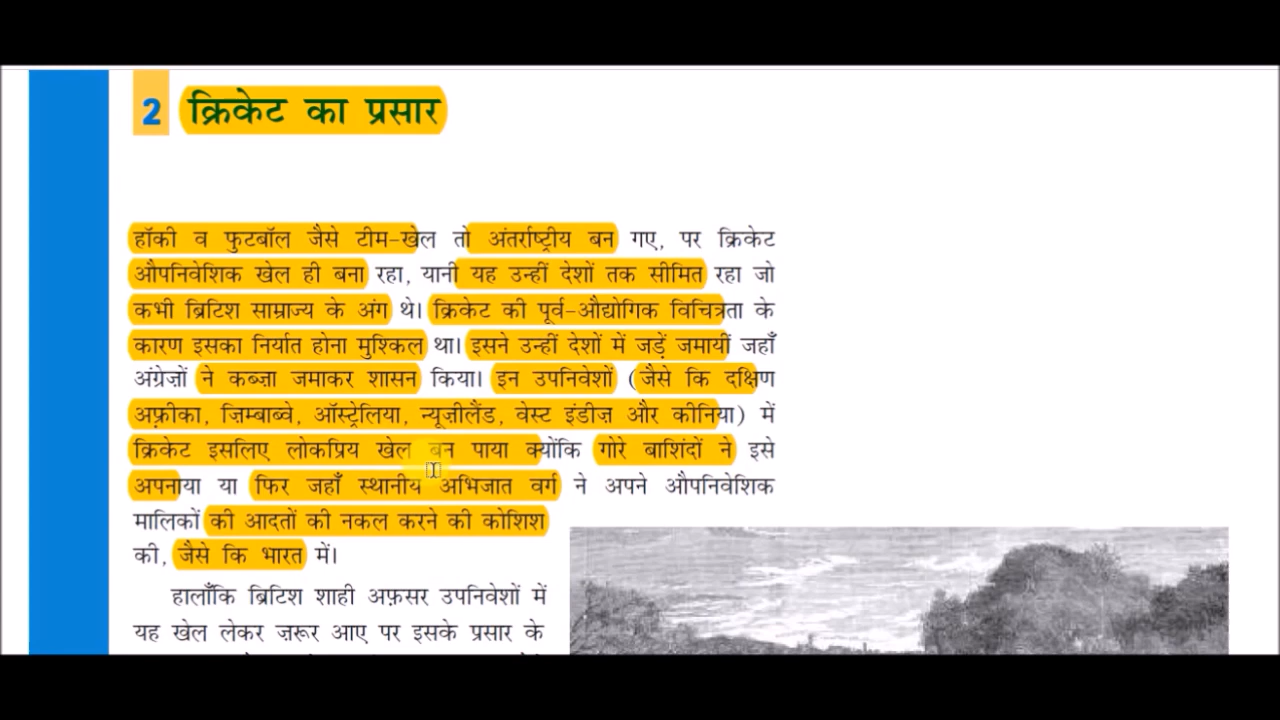 2 क्रिकेट का प्रसार
हॉकी व फुटबॉल जैसे टीम-खेल तो अंतर्राष्ट्रीय बन गए, पर क्रिकेट
औपनिवेशिक खेल ही बना रहा, यानी यह उन्हीं देशों तक सीमित रहा जो
कभी ब्रिटिश साम्राज्य के अंग थे। क्रिकेट की पूर्व-औद्योगिक विचित्रता के
कारण इसका निर्यात होना मुश्किल था। इसने उन्हीं देशों में जड़ें जमायीं जहाँ
अंग्रेज़ों ने कब्ज़ा जमाकर शासन किया। इन उपनिवेशों (जैसे कि दक्षिण
अफ़्रीका, ज़िम्बाब्वे, ऑस्ट्रेलिया, न्यूज़ीलैंड, वेस्ट इंडीज़ और कीनिया) में
क्रिकेट इसलिए लोकप्रिय खेल बन पाया क्योंकि गोरे बाशिंदों ने इसे
अपनाया या फिर जहाँ स्थानीय अभिजात वर्ग ने अपने औपनिवेशिक
मालिकों की आदतों की नकल करने की कोशिश
की, जैसे कि भारत में।
हालाँकि ब्रिटिश शाही अफ़सर उपनिवेशों में
यह खेल लेकर ज़रूर आए पर इसके प्रसार के